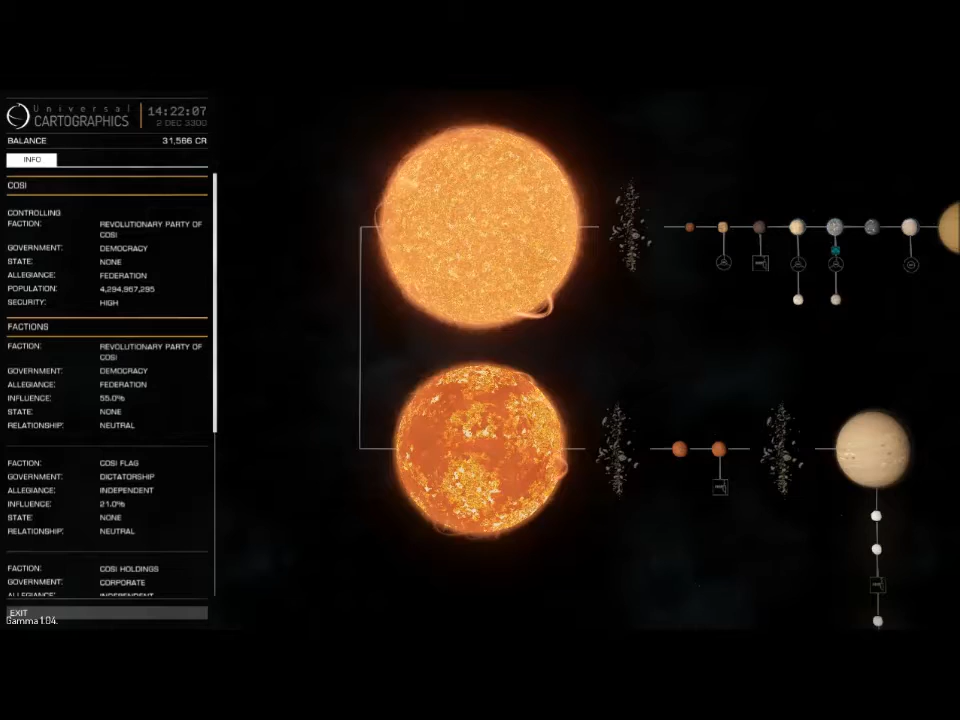 Universal
CARTOGRAPHICS
14:22:07
2 DEC 3300
BALANCE 31,566 CR
INFO
COSI
CONTROLLING
FACTION: REVOLUTIONARY PARTY OF
COSI
GOVERNMENT: DEMOCRACY
STATE: NONE
ALLEGIANCE: FEDERATION
POPULATION: 4,294,967,295
SECURITY: HIGH
FACTIONS
FACTION: REVOLUTIONARY PARTY OF
COSI
GOVERNMENT: DEMOCRACY
ALLEGIANCE: FEDERATION
INFLUENCE: 55.0%
STATE: NONE
RELATIONSHIP: NEUTRAL
FACTION: COSI FLAG
GOVERNMENT: DICTATORSHIP
ALLEGIANCE: INDEPENDENT
INFLUENCE: 21.0%
STATE: NONE
RELATIONSHIP: NEUTRAL
FACTION: COSI HOLDINGS
GOVERNMENT: CORPORATE
ALLEGIANCE: INDEPENDENT
EXIT
Gamma 1.04.